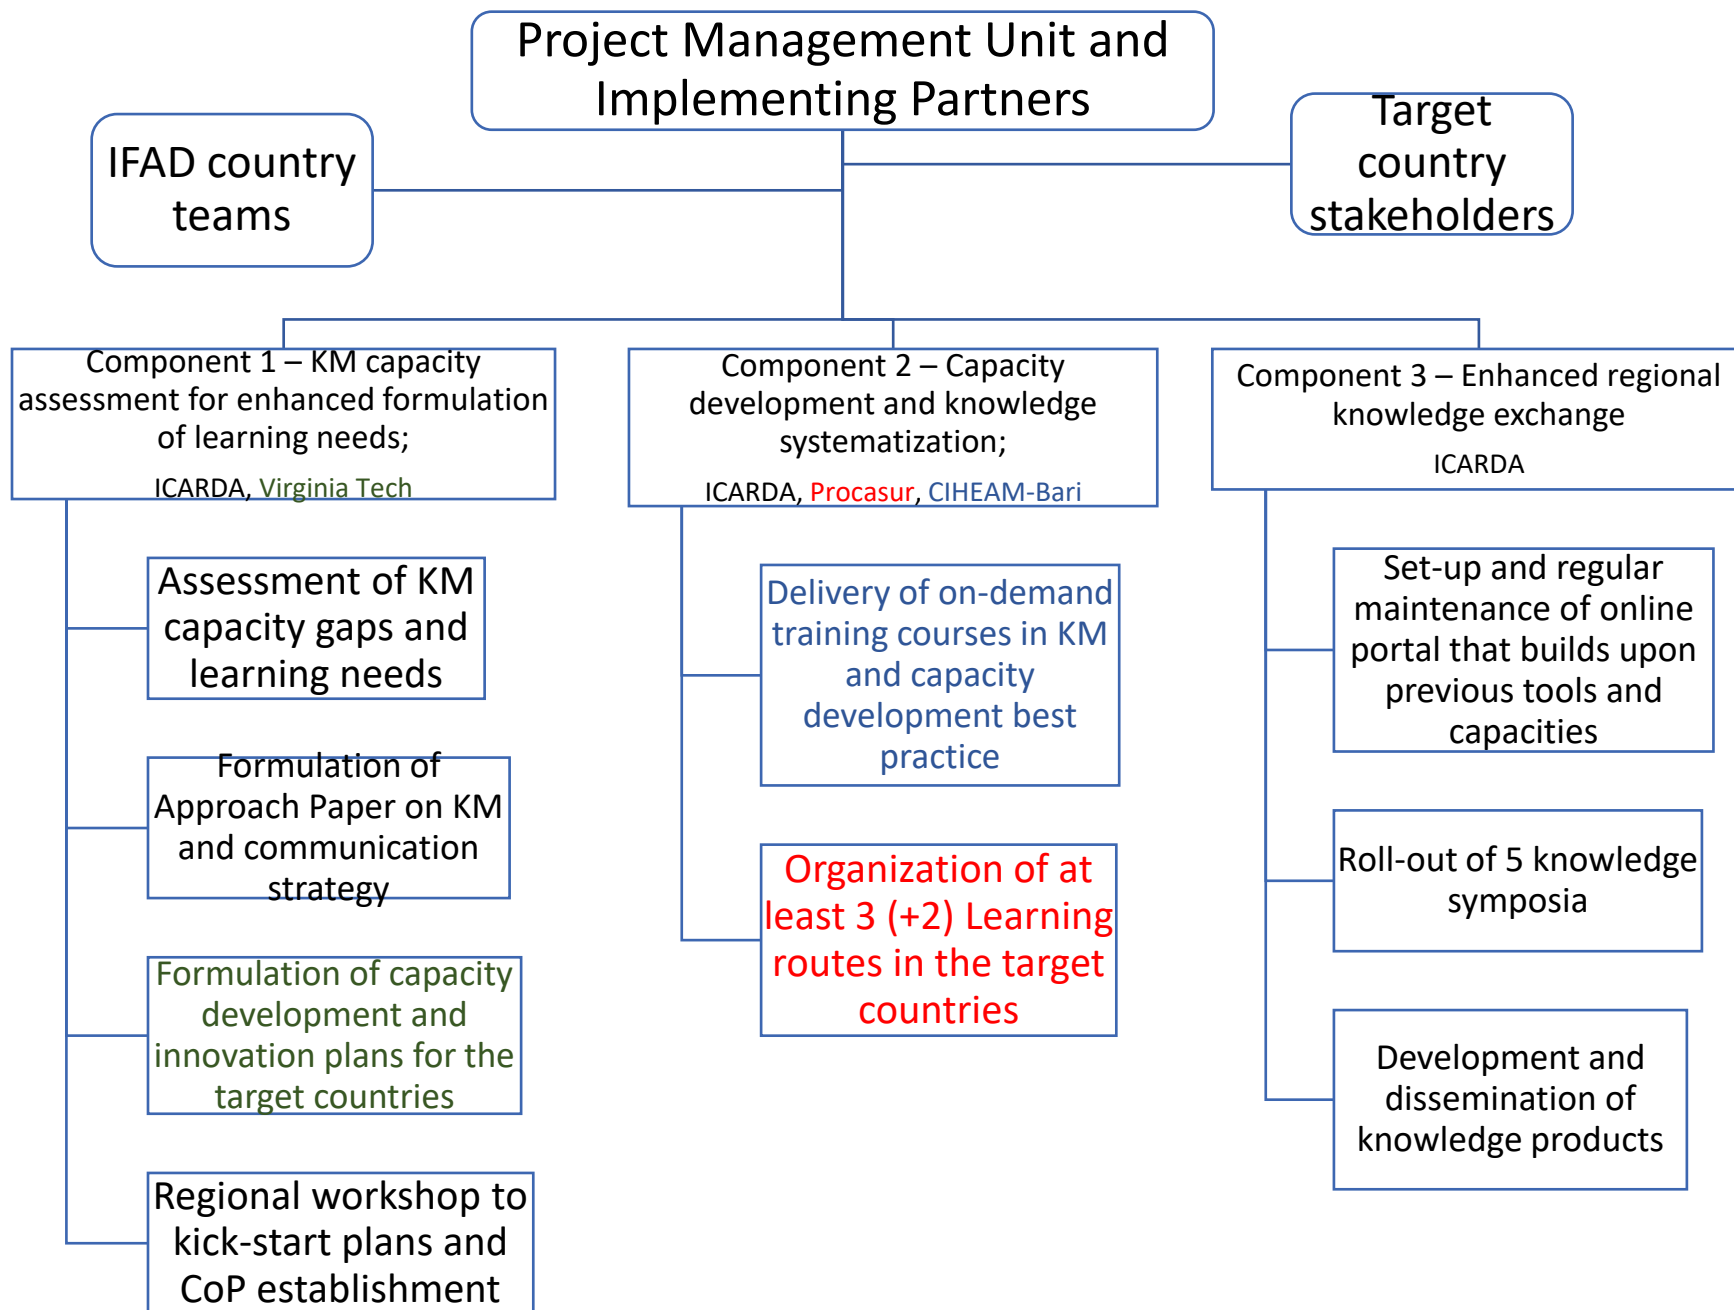 Project Management Unit and
Implementing Partners
IFAD country
teams
Target
country
stakeholders
Component 1 – KM capacity
assessment for enhanced formulation
of learning needs;
ICARDA, Virginia Tech
Assessment of KM
capacity gaps and
learning needs
Formulation of
Approach Paper on KM
and communication
strategy
Formulation of capacity
development and
innovation plans for the
target countries
Regional workshop to
kick-start plans and
CoP establishment
Component 2 – Capacity
development and knowledge
systematization;
ICARDA, Procasur, CIHEAM-Bari
Delivery of on-demand
training courses in KM
and capacity
development best
practice
Organization of at
least 3 (+2) Learning
routes in the target
countries
Component 3 – Enhanced regional
knowledge exchange
ICARDA
Set-up and regular
maintenance of online
portal that builds upon
previous tools and
capacities
Roll-out of 5 knowledge
symposia
Development and
dissemination of
knowledge products